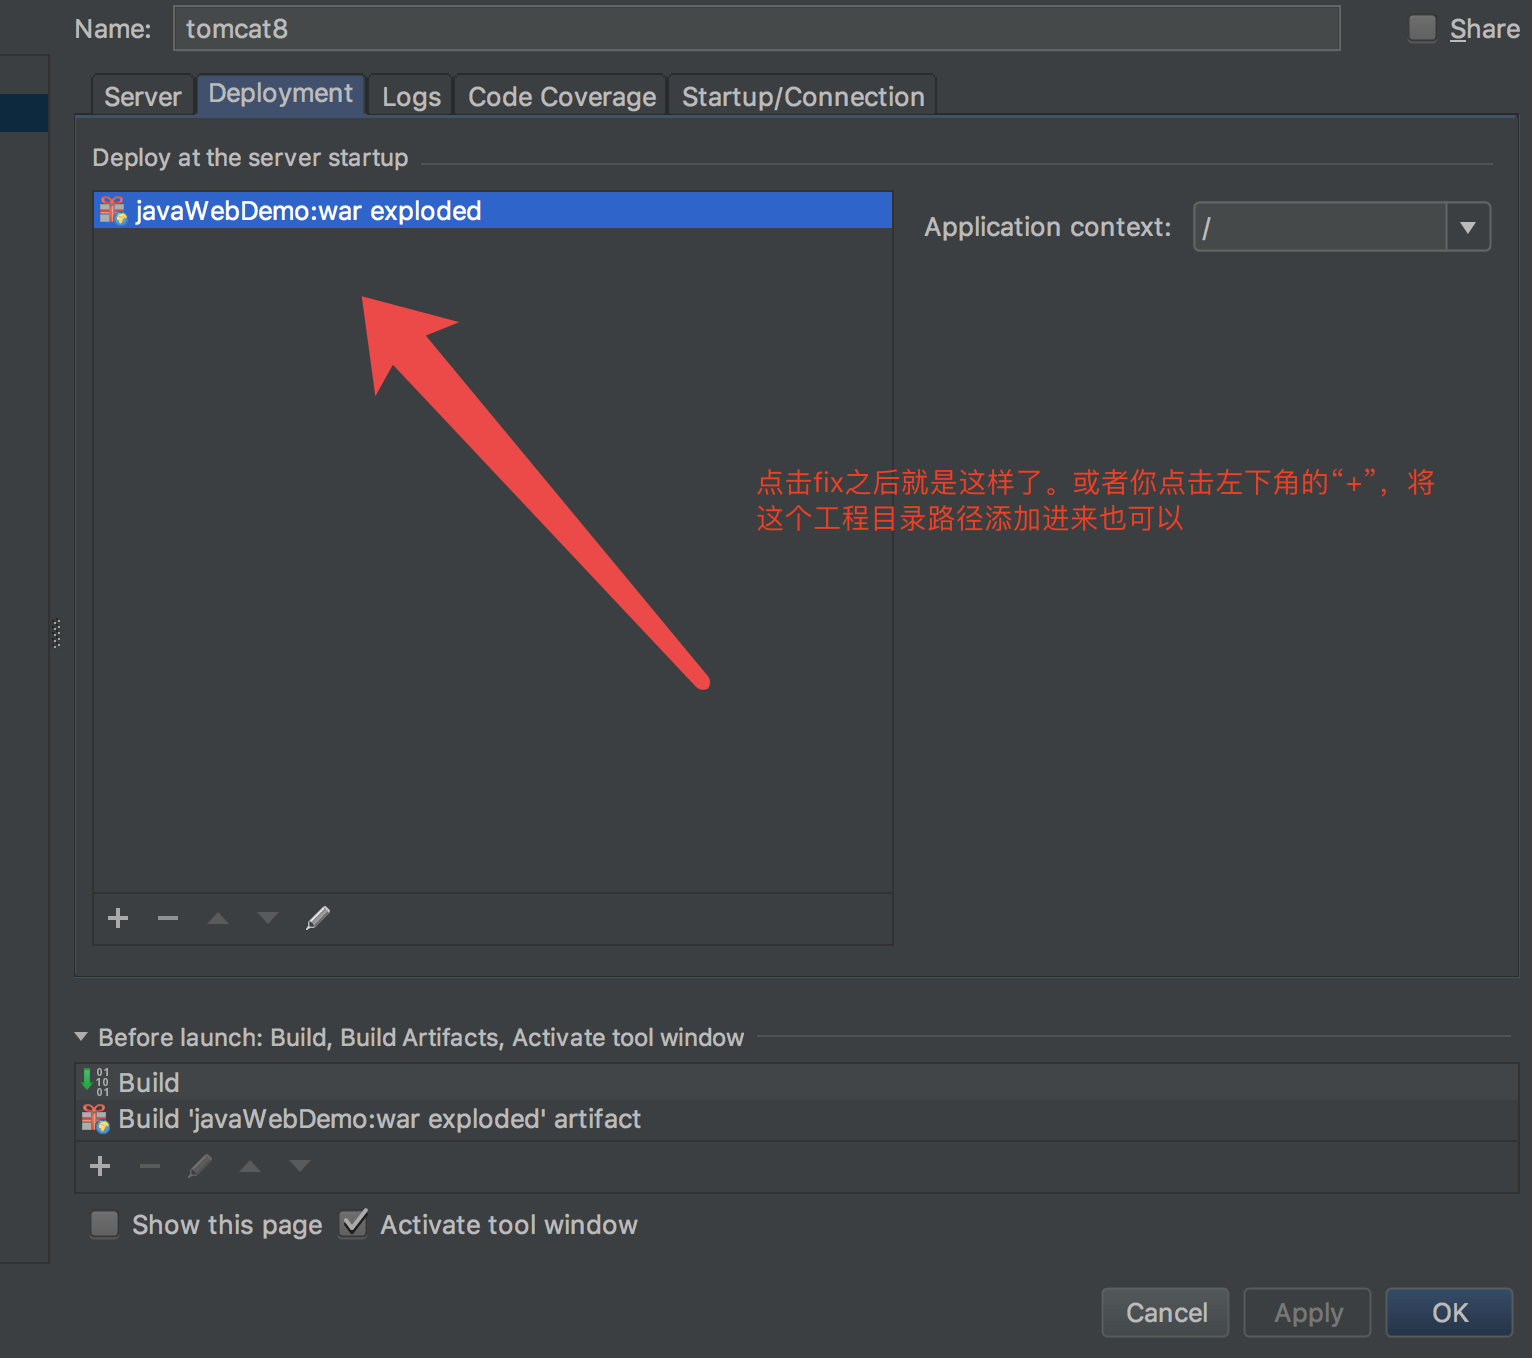 Name: tomcat8 Share
Server Deployment Logs Code Coverage Startup/Connection
Deploy at the server startup
javaWebDemo:war exploded
Application context: /
点击fix之后就是这样了。或者你点击左下角的“+”，将
这个工程目录路径添加进来也可以
Before launch: Build, Build Artifacts, Activate tool window
Build
Build 'javaWebDemo:war exploded' artifact
Show this page Activate tool window
Cancel Apply OK